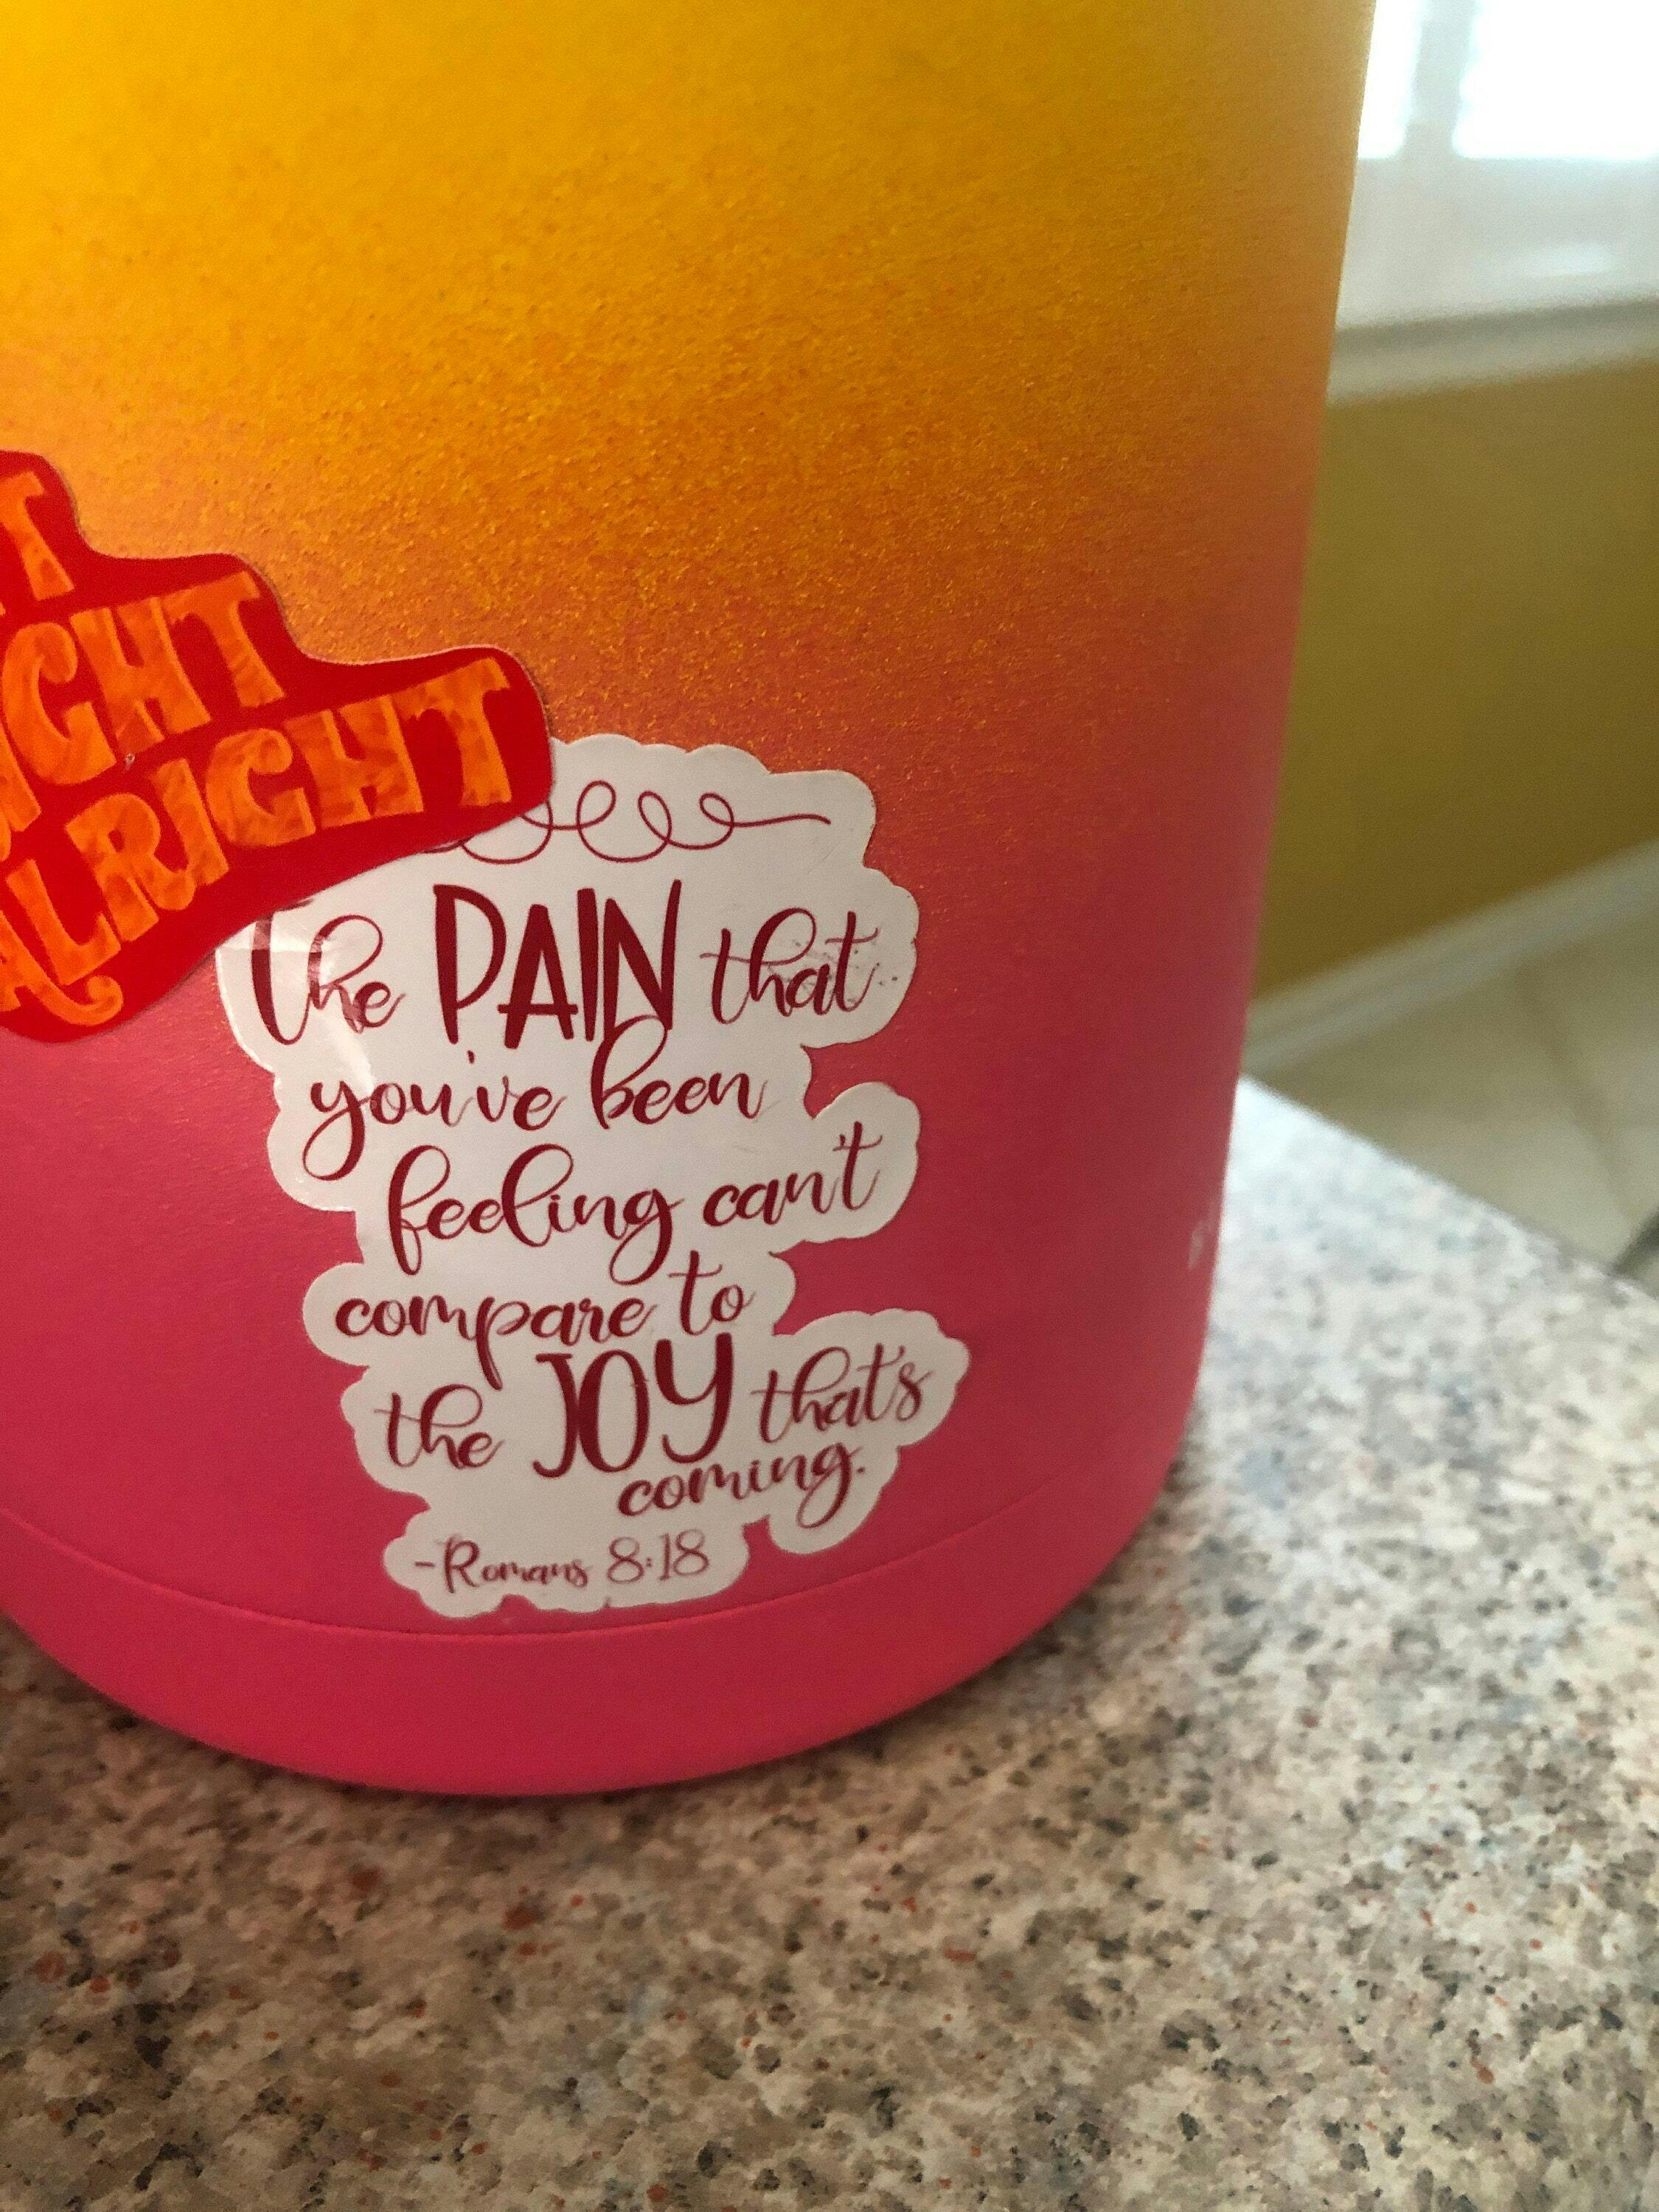 ALRIGHT
The PAIN that
you've been
feeling can't
compare to
the JOY that's
coming.
-Romans 8:18